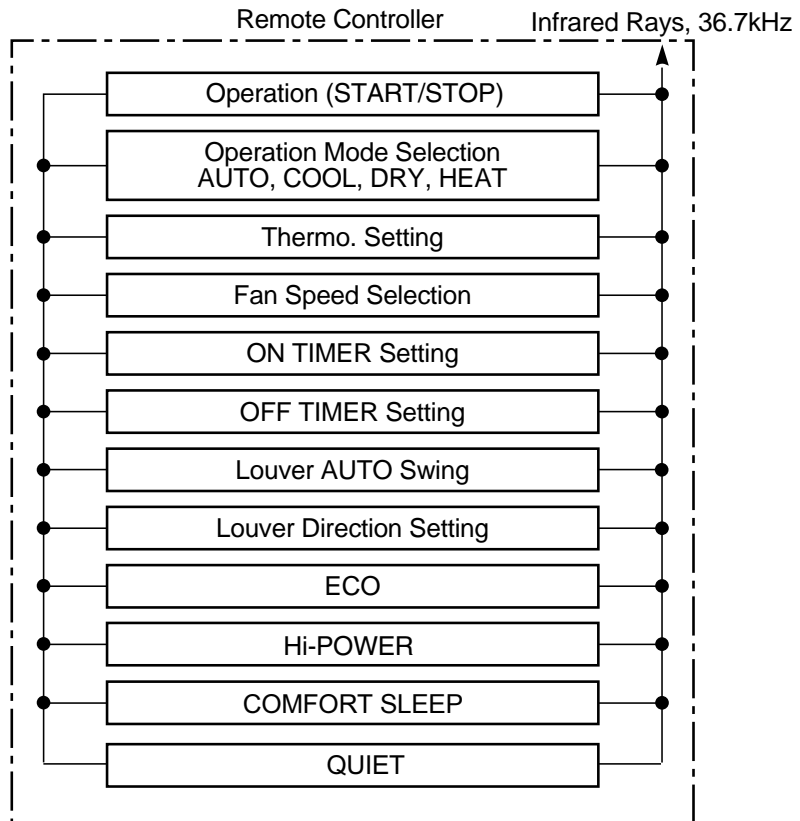 Remote Controller
Infrared Rays, 36.7kHz
Operation (START/STOP)
Operation Mode Selection
AUTO, COOL, DRY, HEAT
Thermo. Setting
Fan Speed Selection
ON TIMER Setting
OFF TIMER Setting
Louver AUTO Swing
Louver Direction Setting
ECO
Hi-POWER
COMFORT SLEEP
QUIET